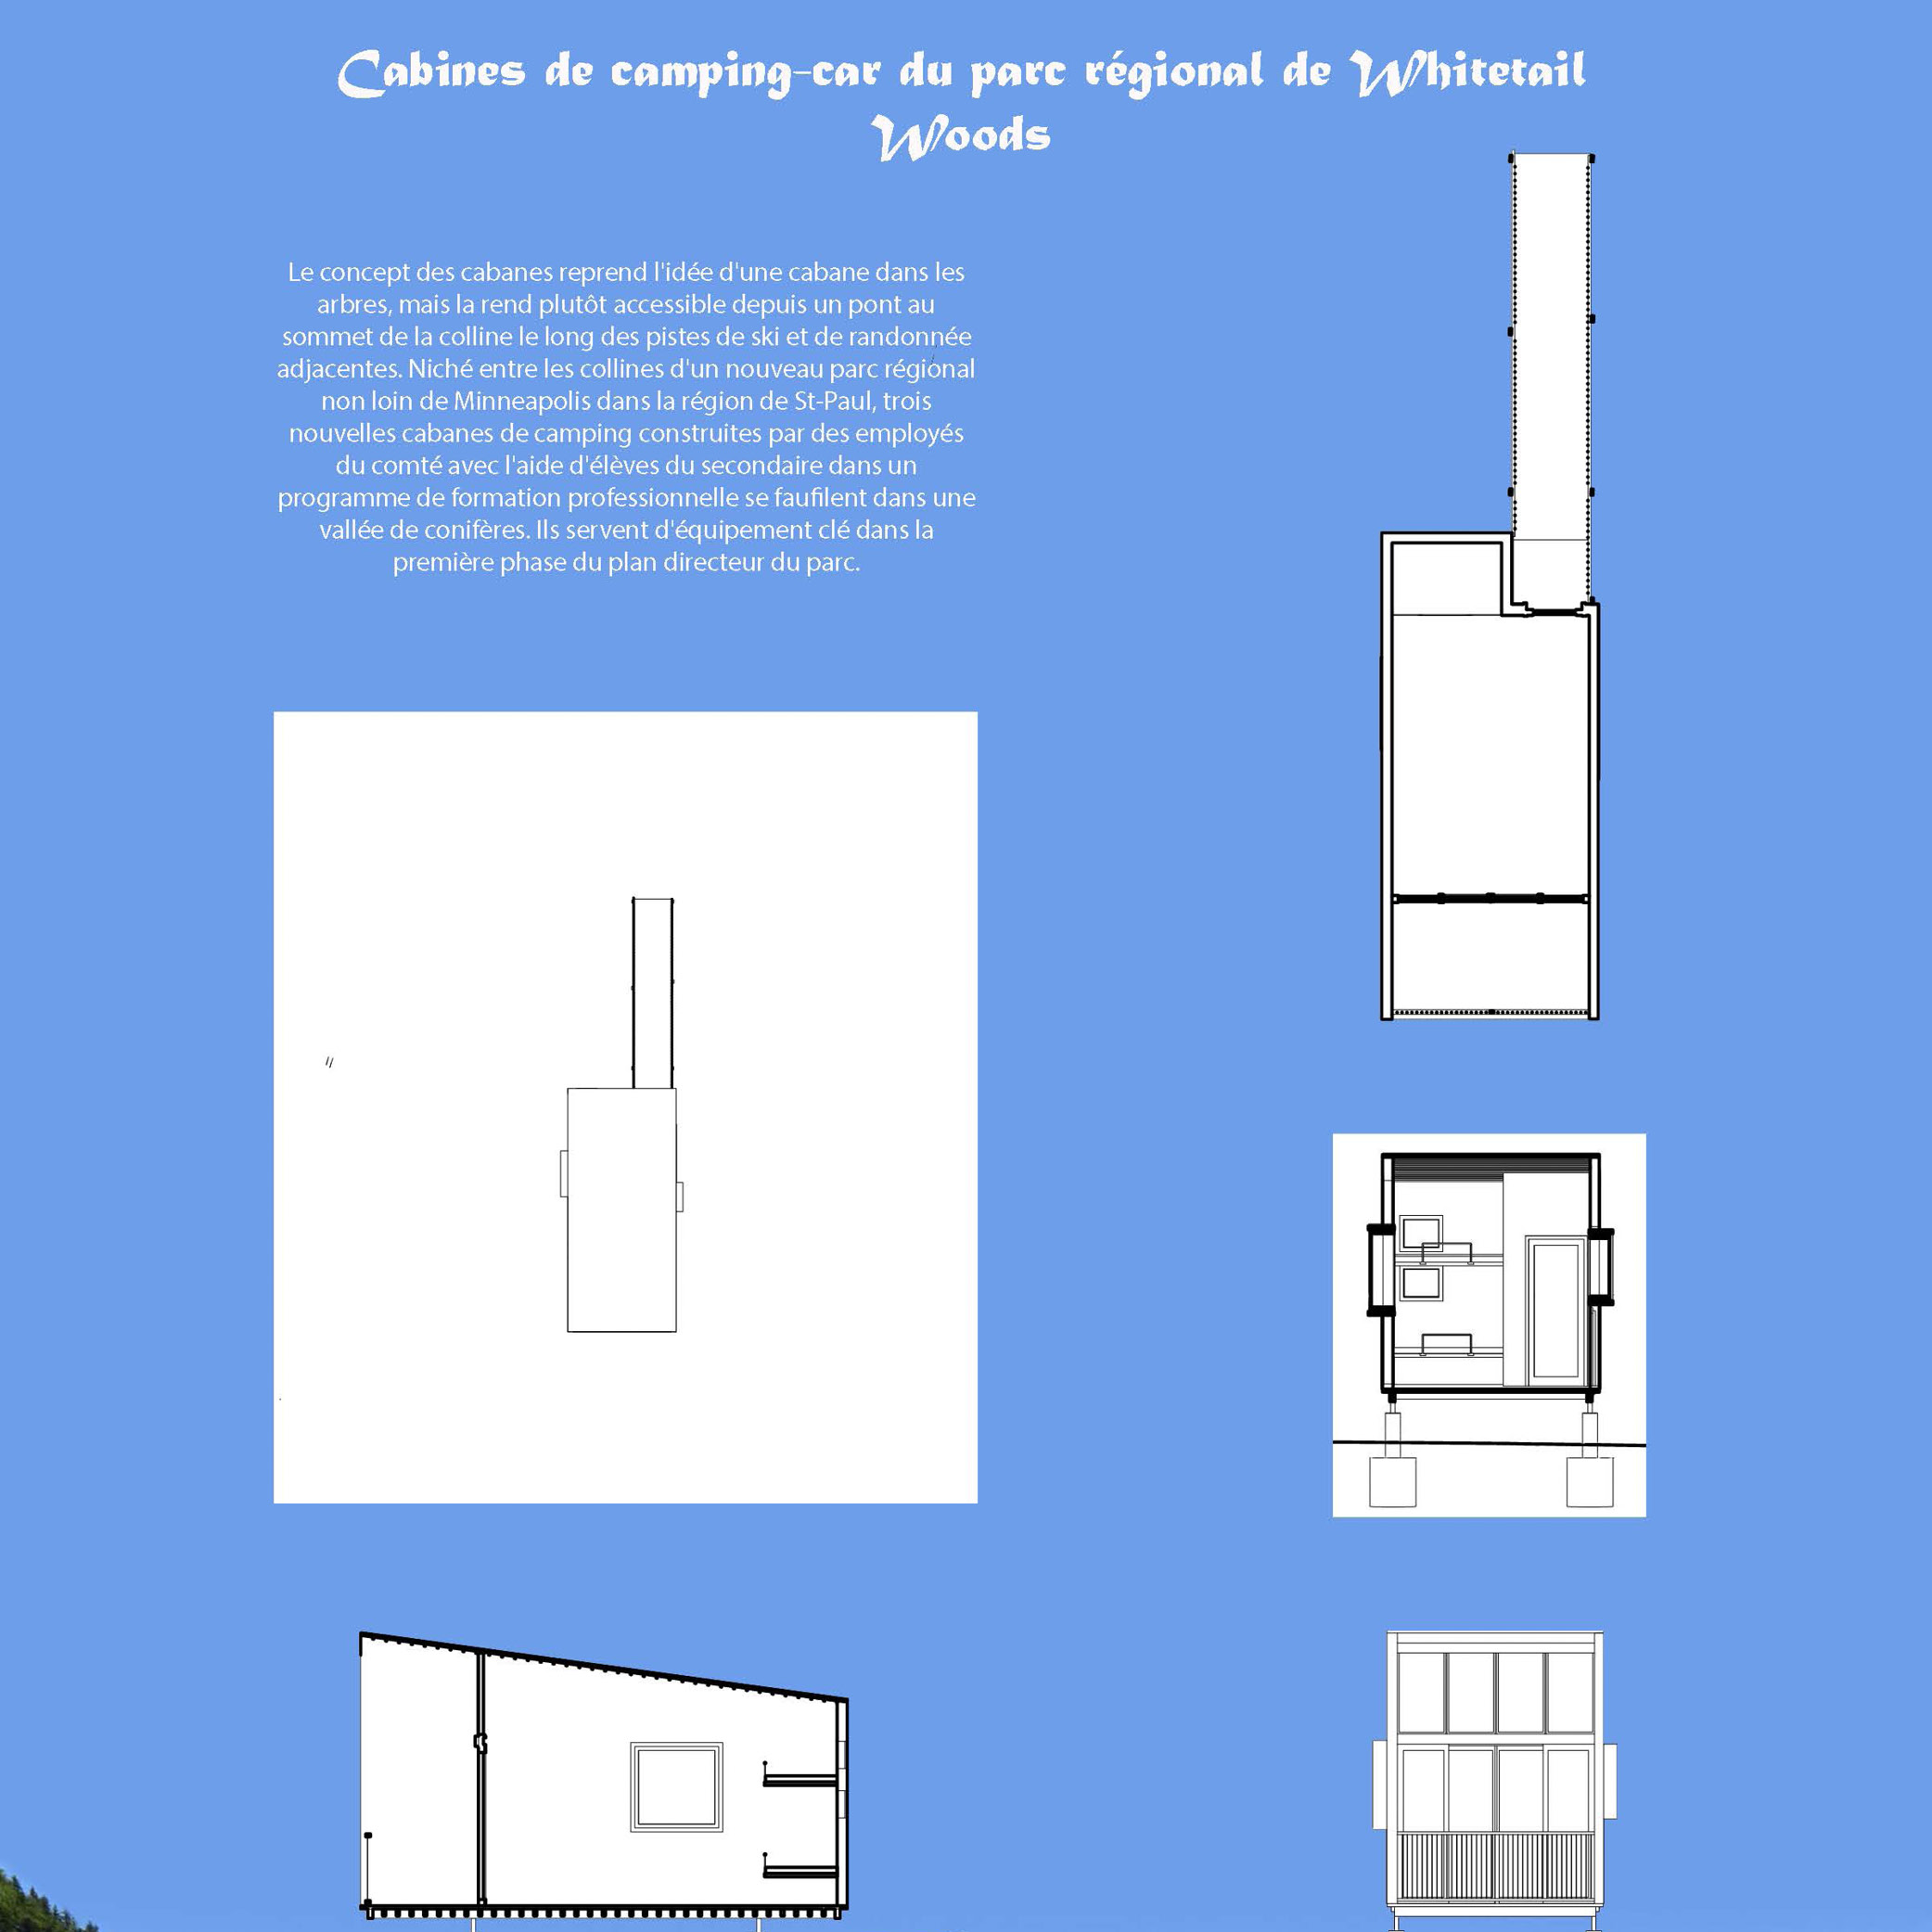 Cabines de camping-car du parc régional de Whitetail
Woods
Le concept des cabanes reprend l'idée d'une cabane dans les
arbres, mais la rend plutôt accessible depuis un pont au
sommet de la colline le long des pistes de ski et de randonnée
adjacentes. Niché entre les collines d'un nouveau parc régional
non loin de Minneapolis dans la région de St-Paul, trois
nouvelles cabanes de camping construites par des employés
du comté avec l'aide d'élèves du secondaire dans un
programme de formation professionnelle se faufilent dans une
vallée de conifères. Ils servent d'équipement clé dans la
première phase du plan directeur du parc.